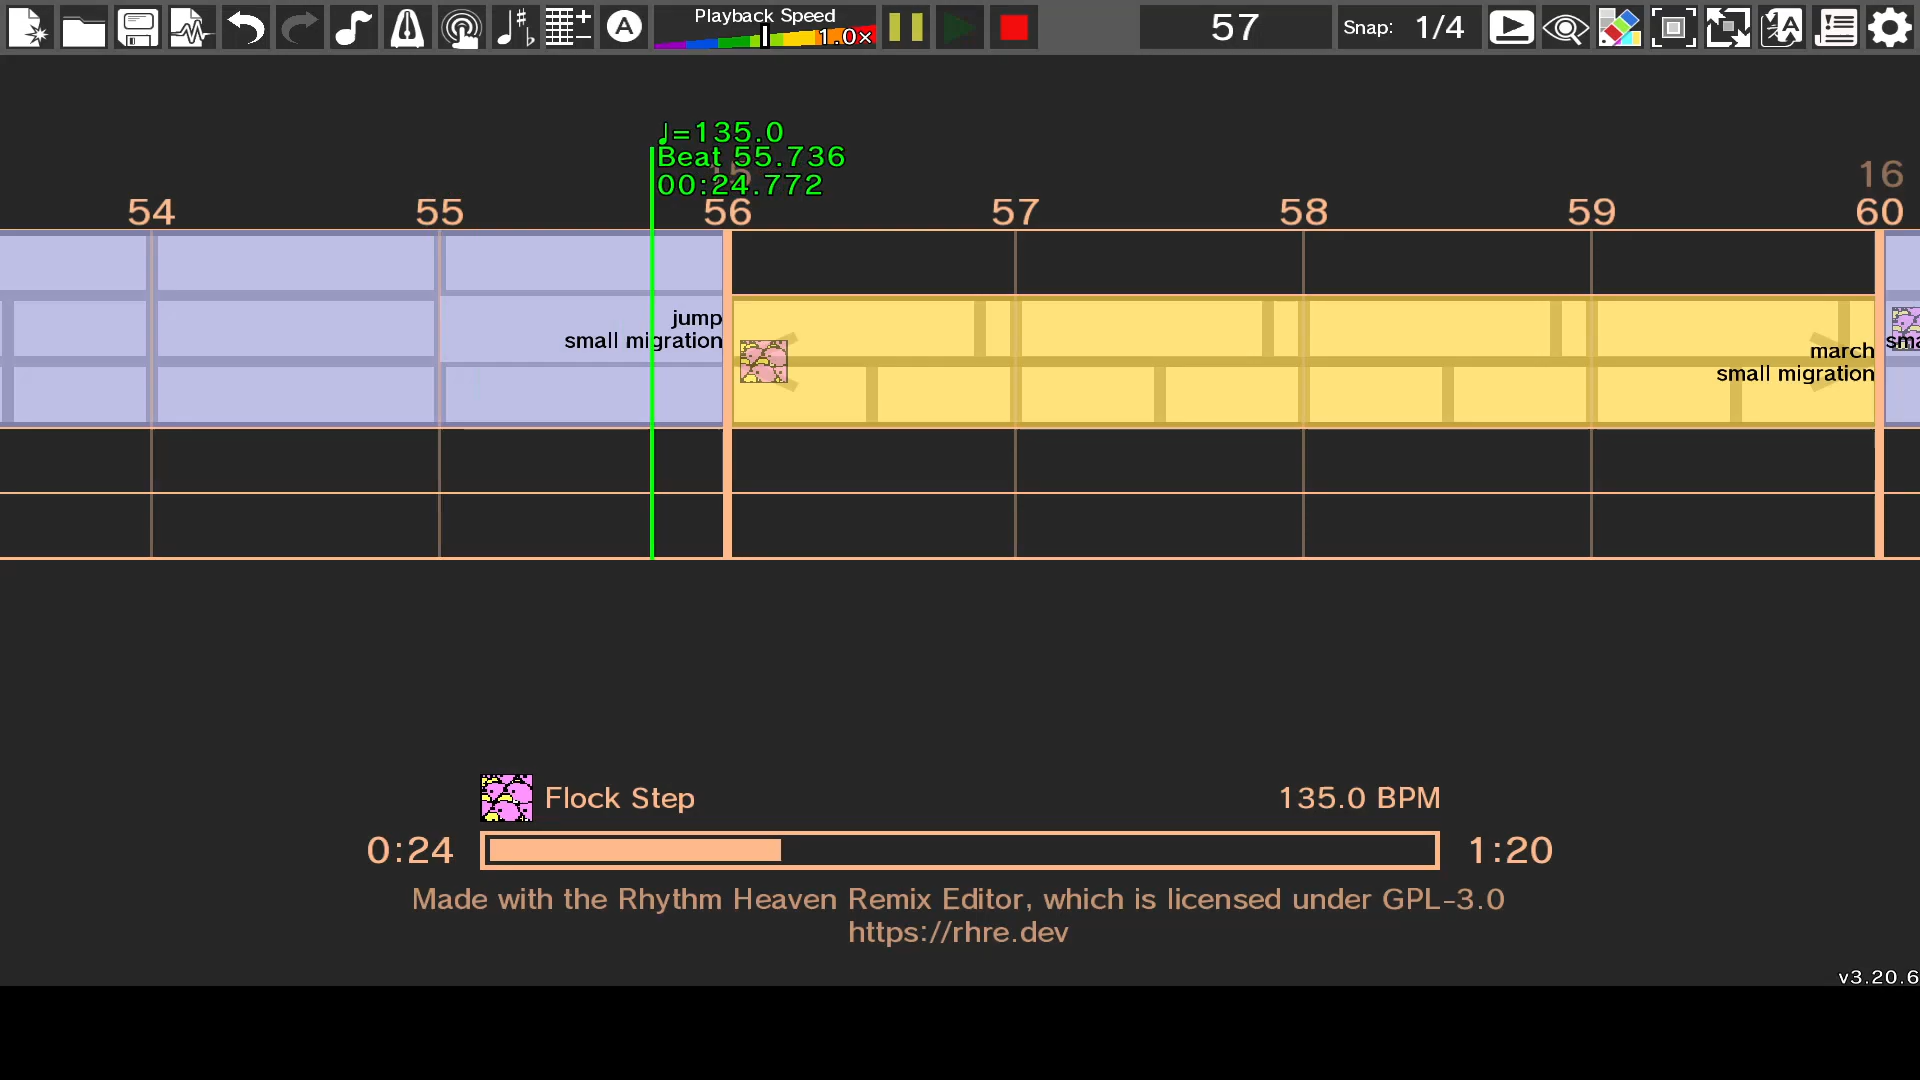 Playback Speed
1.0×
57
Snap: 1/4
♩=135.0
Beat 55.736
00:24.772
16
54 55 56 57 58 59 60
jump
small migration
march
small migration
Flock Step
135.0 BPM
0:24
1:20
Made with the Rhythm Heaven Remix Editor, which is licensed under GPL-3.0
https://rhre.dev
v3.20.6